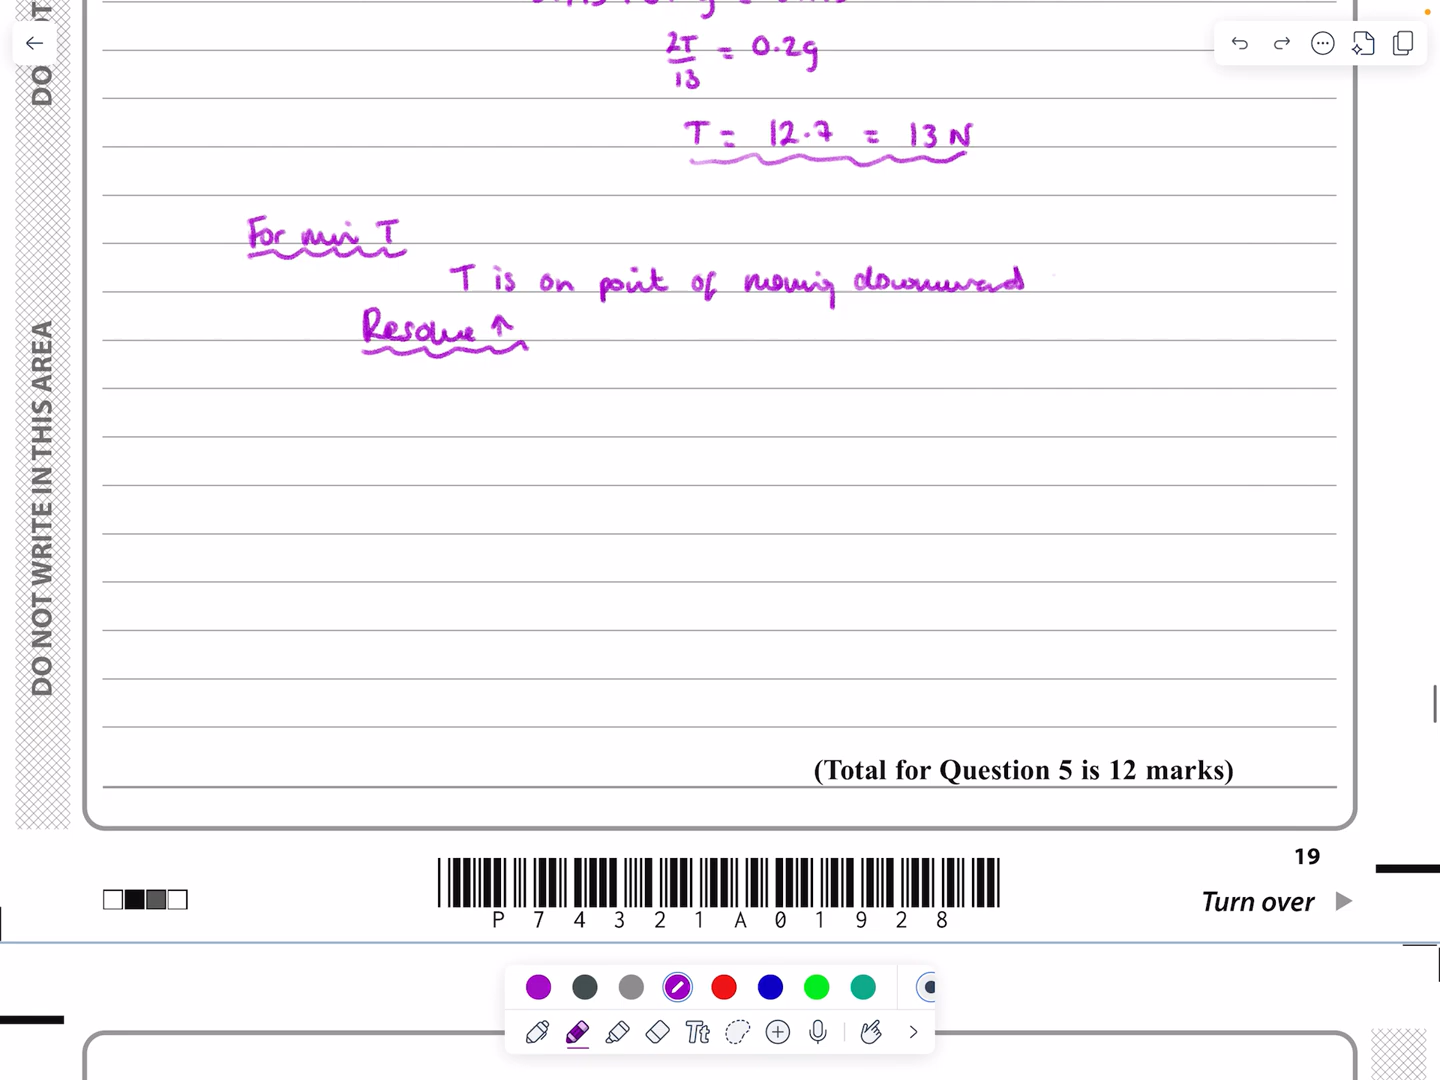 2T/13 = 0.2g
T = 12.7 = 13 N
For min T
T is on point of moving downward
Resolve ↑
DO NOT WRITE IN THIS AREA
(Total for Question 5 is 12 marks)
19
P 7 4 3 2 1 A 0 1 9 2 8
Turn over
Tt